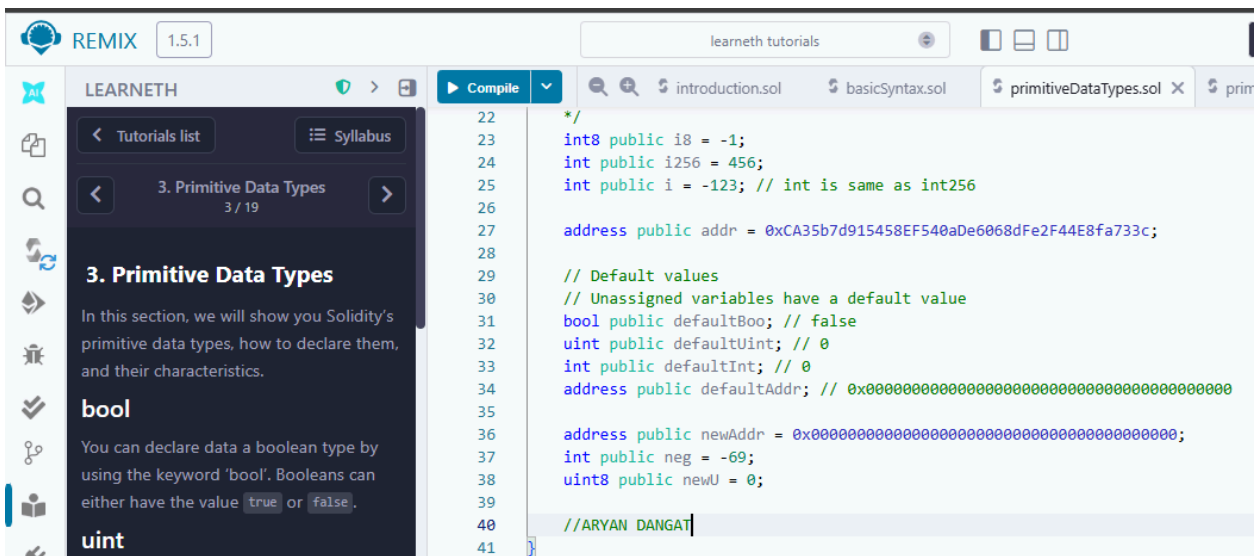 REMIX 1.5.1
learneth tutorials
LEARNETH
Tutorials list
Syllabus
3. Primitive Data Types
3 / 19
3. Primitive Data Types
In this section, we will show you Solidity's
primitive data types, how to declare them,
and their characteristics.
bool
You can declare data a boolean type by
using the keyword 'bool'. Booleans can
either have the value true or false.
uint
Compile
introduction.sol
basicSyntax.sol
primitiveDataTypes.sol
prim
22 */
23 int8 public i8 = -1;
24 int public i256 = 456;
25 int public i = -123; // int is same as int256
26
27 address public addr = 0xCA35b7d915458EF540aDe6068dFe2F44E8fa733c;
28
29 // Default values
30 // Unassigned variables have a default value
31 bool public defaultBoo; // false
32 uint public defaultUint; // 0
33 int public defaultInt; // 0
34 address public defaultAddr; // 0x0000000000000000000000000000000000000000
35
36 address public newAddr = 0x0000000000000000000000000000000000000000;
37 int public neg = -69;
38 uint8 public newU = 0;
39
40 //ARYAN DANGAT
41 }